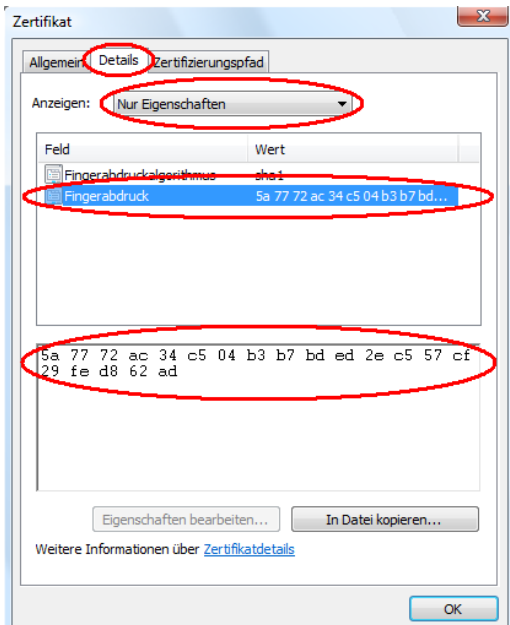 Zertifikat
Allgemein Details Zertifizierungspfad
Anzeigen: Nur Eigenschaften
Feld Wert
Fingerabdruckalgorithmus sha1
Fingerabdruck 5a 77 72 ac 34 c5 04 b3 b7 bd...
5a 77 72 ac 34 c5 04 b3 b7 bd ed 2e c5 57 cf
29 fe d8 62 ad
Eigenschaften bearbeiten... In Datei kopieren...
Weitere Informationen über Zertifikatdetails
OK